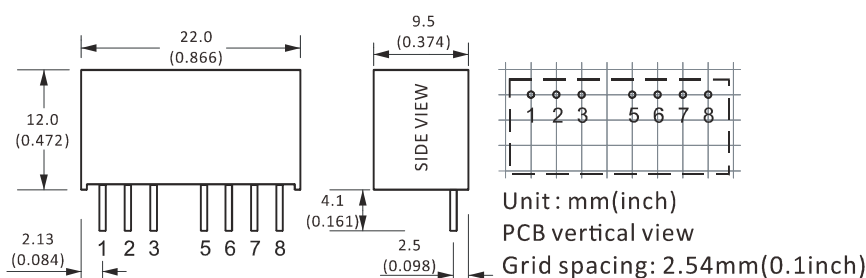 22.0
(0.866)
12.0
(0.472)
2.13
(0.084)
1 2 3 5 6 7 8
9.5
(0.374)
SIDE VIEW
4.1
(0.161)
2.5
(0.098)
1 2 3 5 6 7 8
Unit: mm(inch)
PCB vertical view
Grid spacing: 2.54mm(0.1inch)